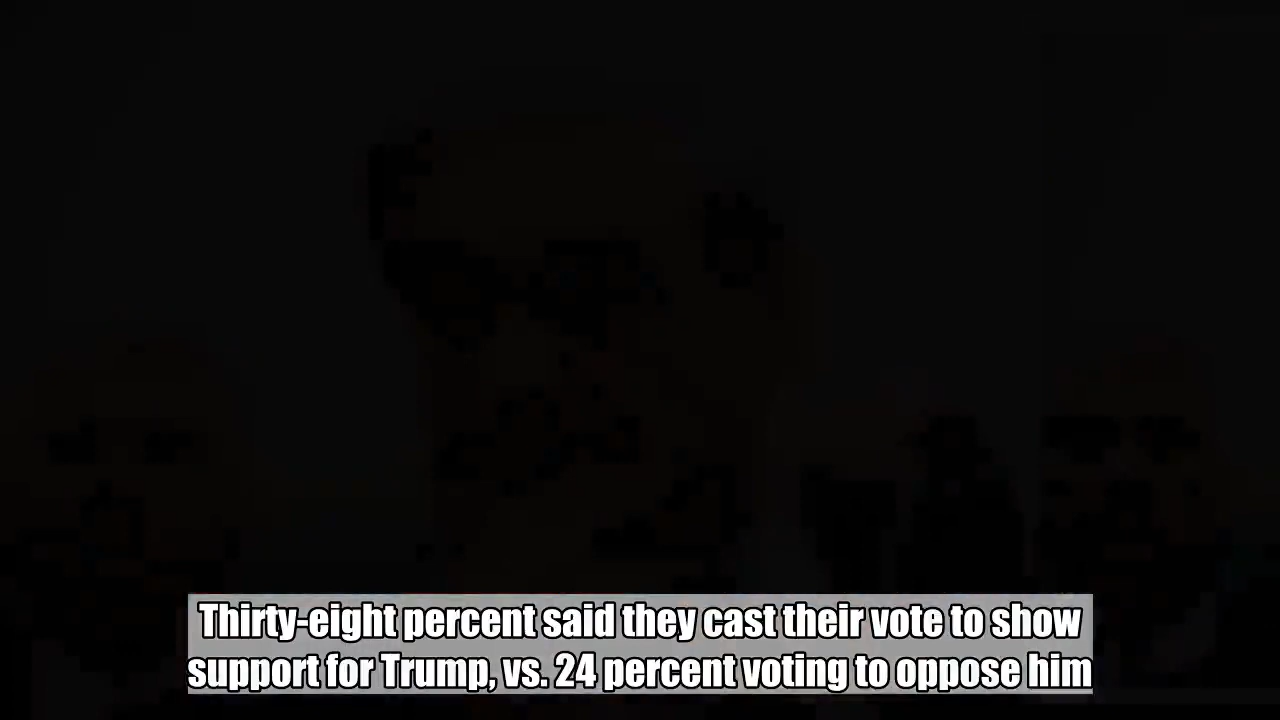 Thirty-eight percent said they cast their vote to show
support for Trump, vs. 24 percent voting to oppose him